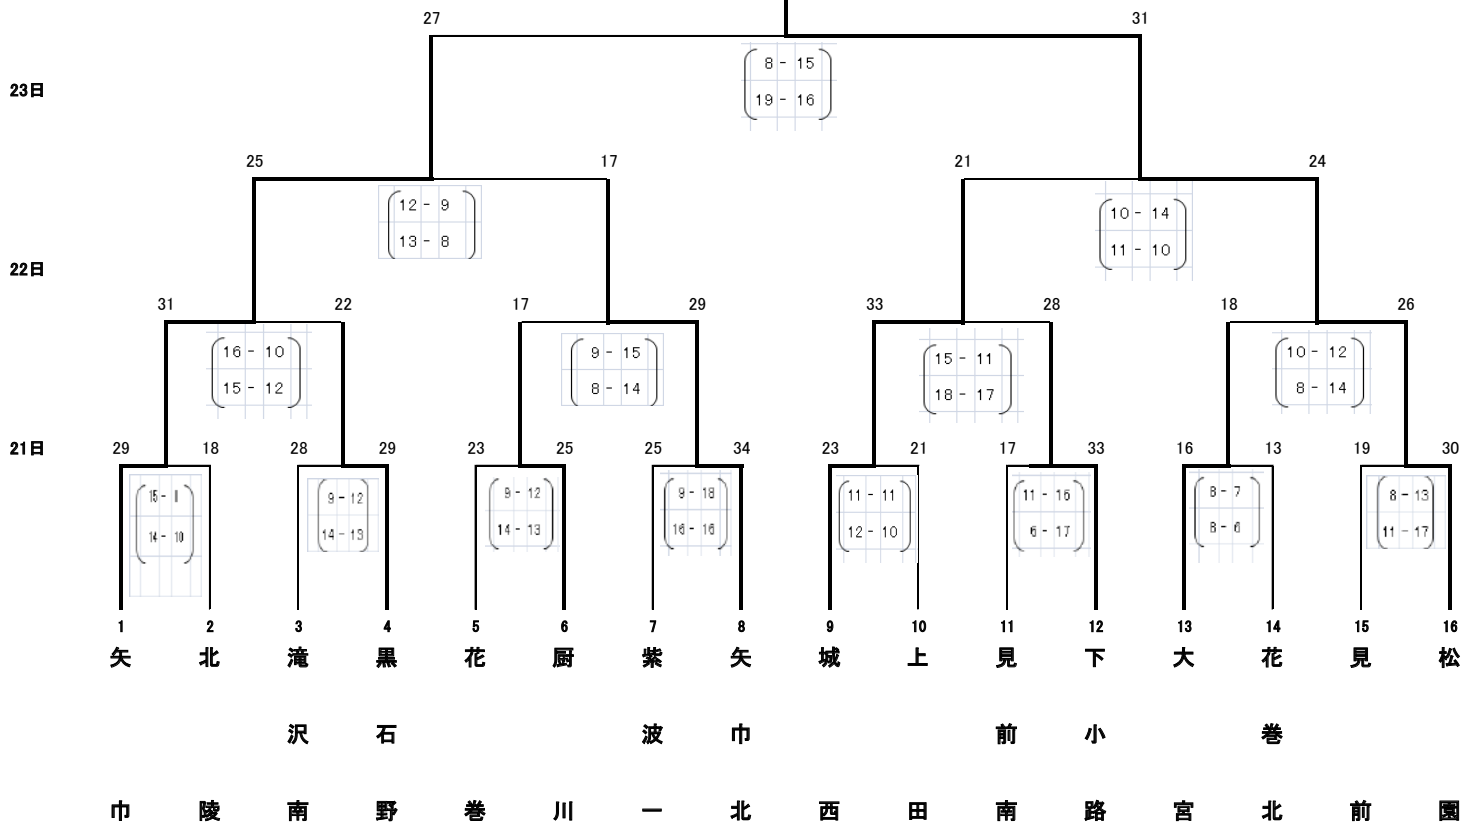 27 31
23日
8 - 15
19 - 16
25 17 21 24
12 - 9
13 - 8
10 - 14
11 - 10
22日
31 22 17 29 33 28 18 26
16 - 10
15 - 12
9 - 15
8 - 14
15 - 11
18 - 17
10 - 12
8 - 14
21日
29 18 28 29 23 25 25 34 23 21 17 33 16 13 19 30
15 - 8
14 - 10
9 - 12
14 - 13
9 - 12
14 - 13
9 - 18
16 - 16
11 - 11
12 - 10
11 - 16
6 - 17
8 - 7
8 - 6
8 - 13
11 - 17
1 2 3 4 5 6 7 8 9 10 11 12 13 14 15 16
矢巾
北陵
滝沢南
黒石野
花巻
厨川
紫波一
矢巾北
城西
上田
見前南
下小路
大宮
花巻北
見前
松園